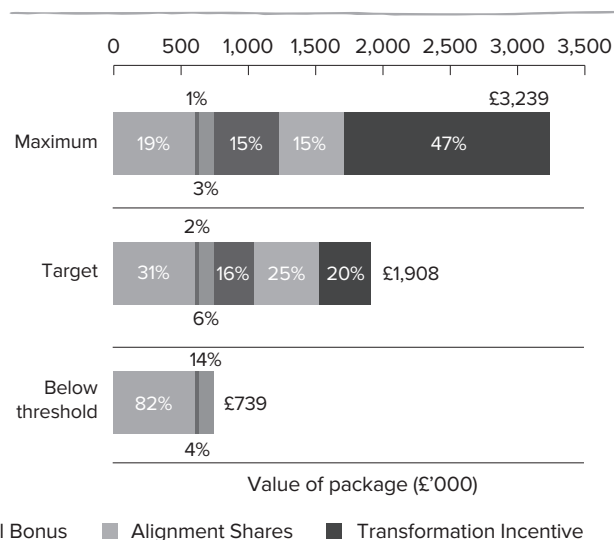 0 500 1,000 1,500 2,000 2,500 3,000 3,500
1% £3,239
Maximum 19% 15% 15% 47%
3%
2%
Target 31% 16% 25% 20% £1,908
6%
14%
Below
threshold 82% £739
4%
Value of package (£’000)
Bonus Alignment Shares Transformation Incentive